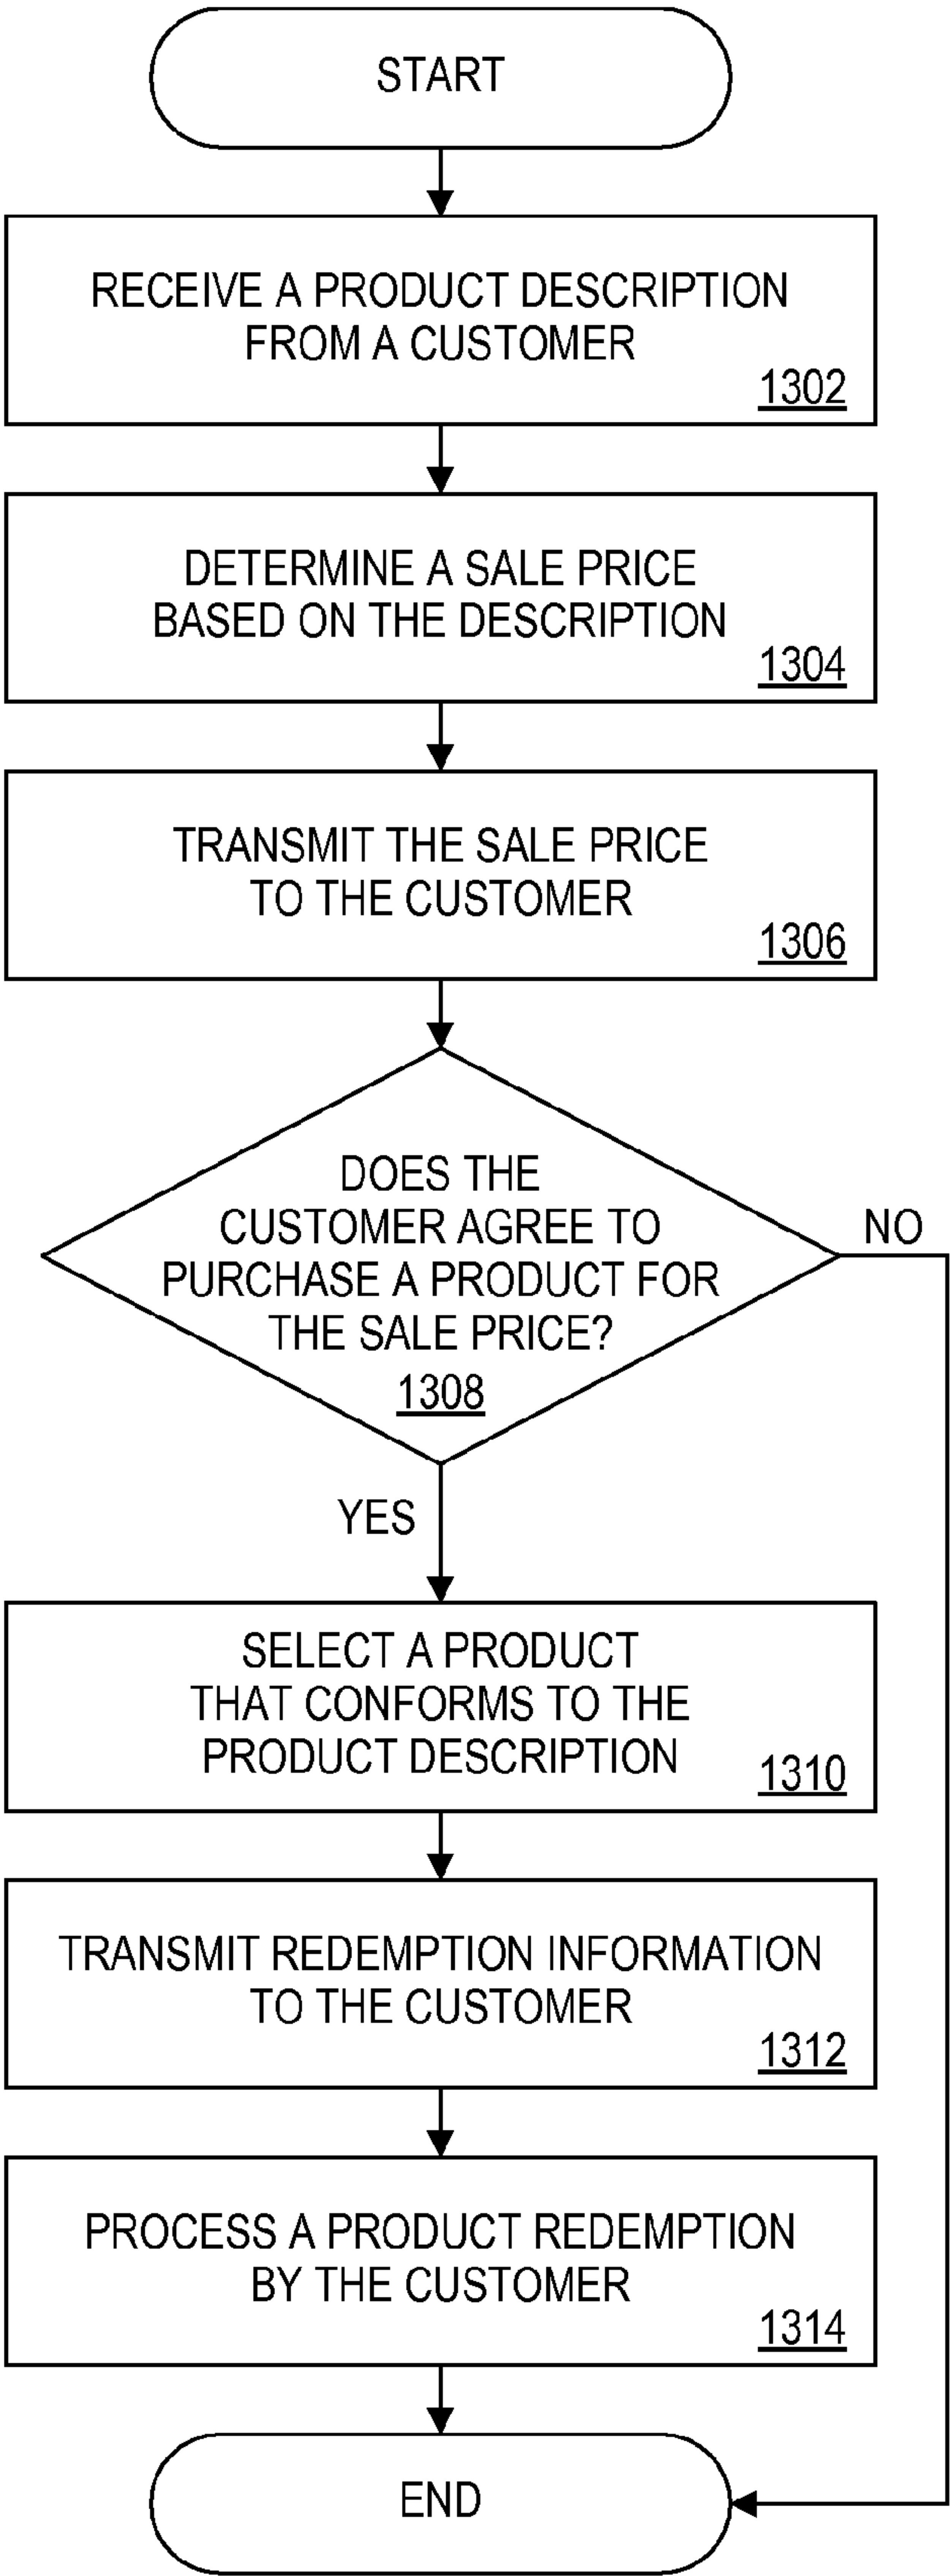 START
RECEIVE A PRODUCT DESCRIPTION
FROM A CUSTOMER
1302
DETERMINE A SALE PRICE
BASED ON THE DESCRIPTION
1304
TRANSMIT THE SALE PRICE
TO THE CUSTOMER
1306
DOES THE
CUSTOMER AGREE TO
PURCHASE A PRODUCT FOR
THE SALE PRICE?
1308
NO
YES
SELECT A PRODUCT
THAT CONFORMS TO THE
PRODUCT DESCRIPTION
1310
TRANSMIT REDEMPTION INFORMATION
TO THE CUSTOMER
1312
PROCESS A PRODUCT REDEMPTION
BY THE CUSTOMER
1314
END